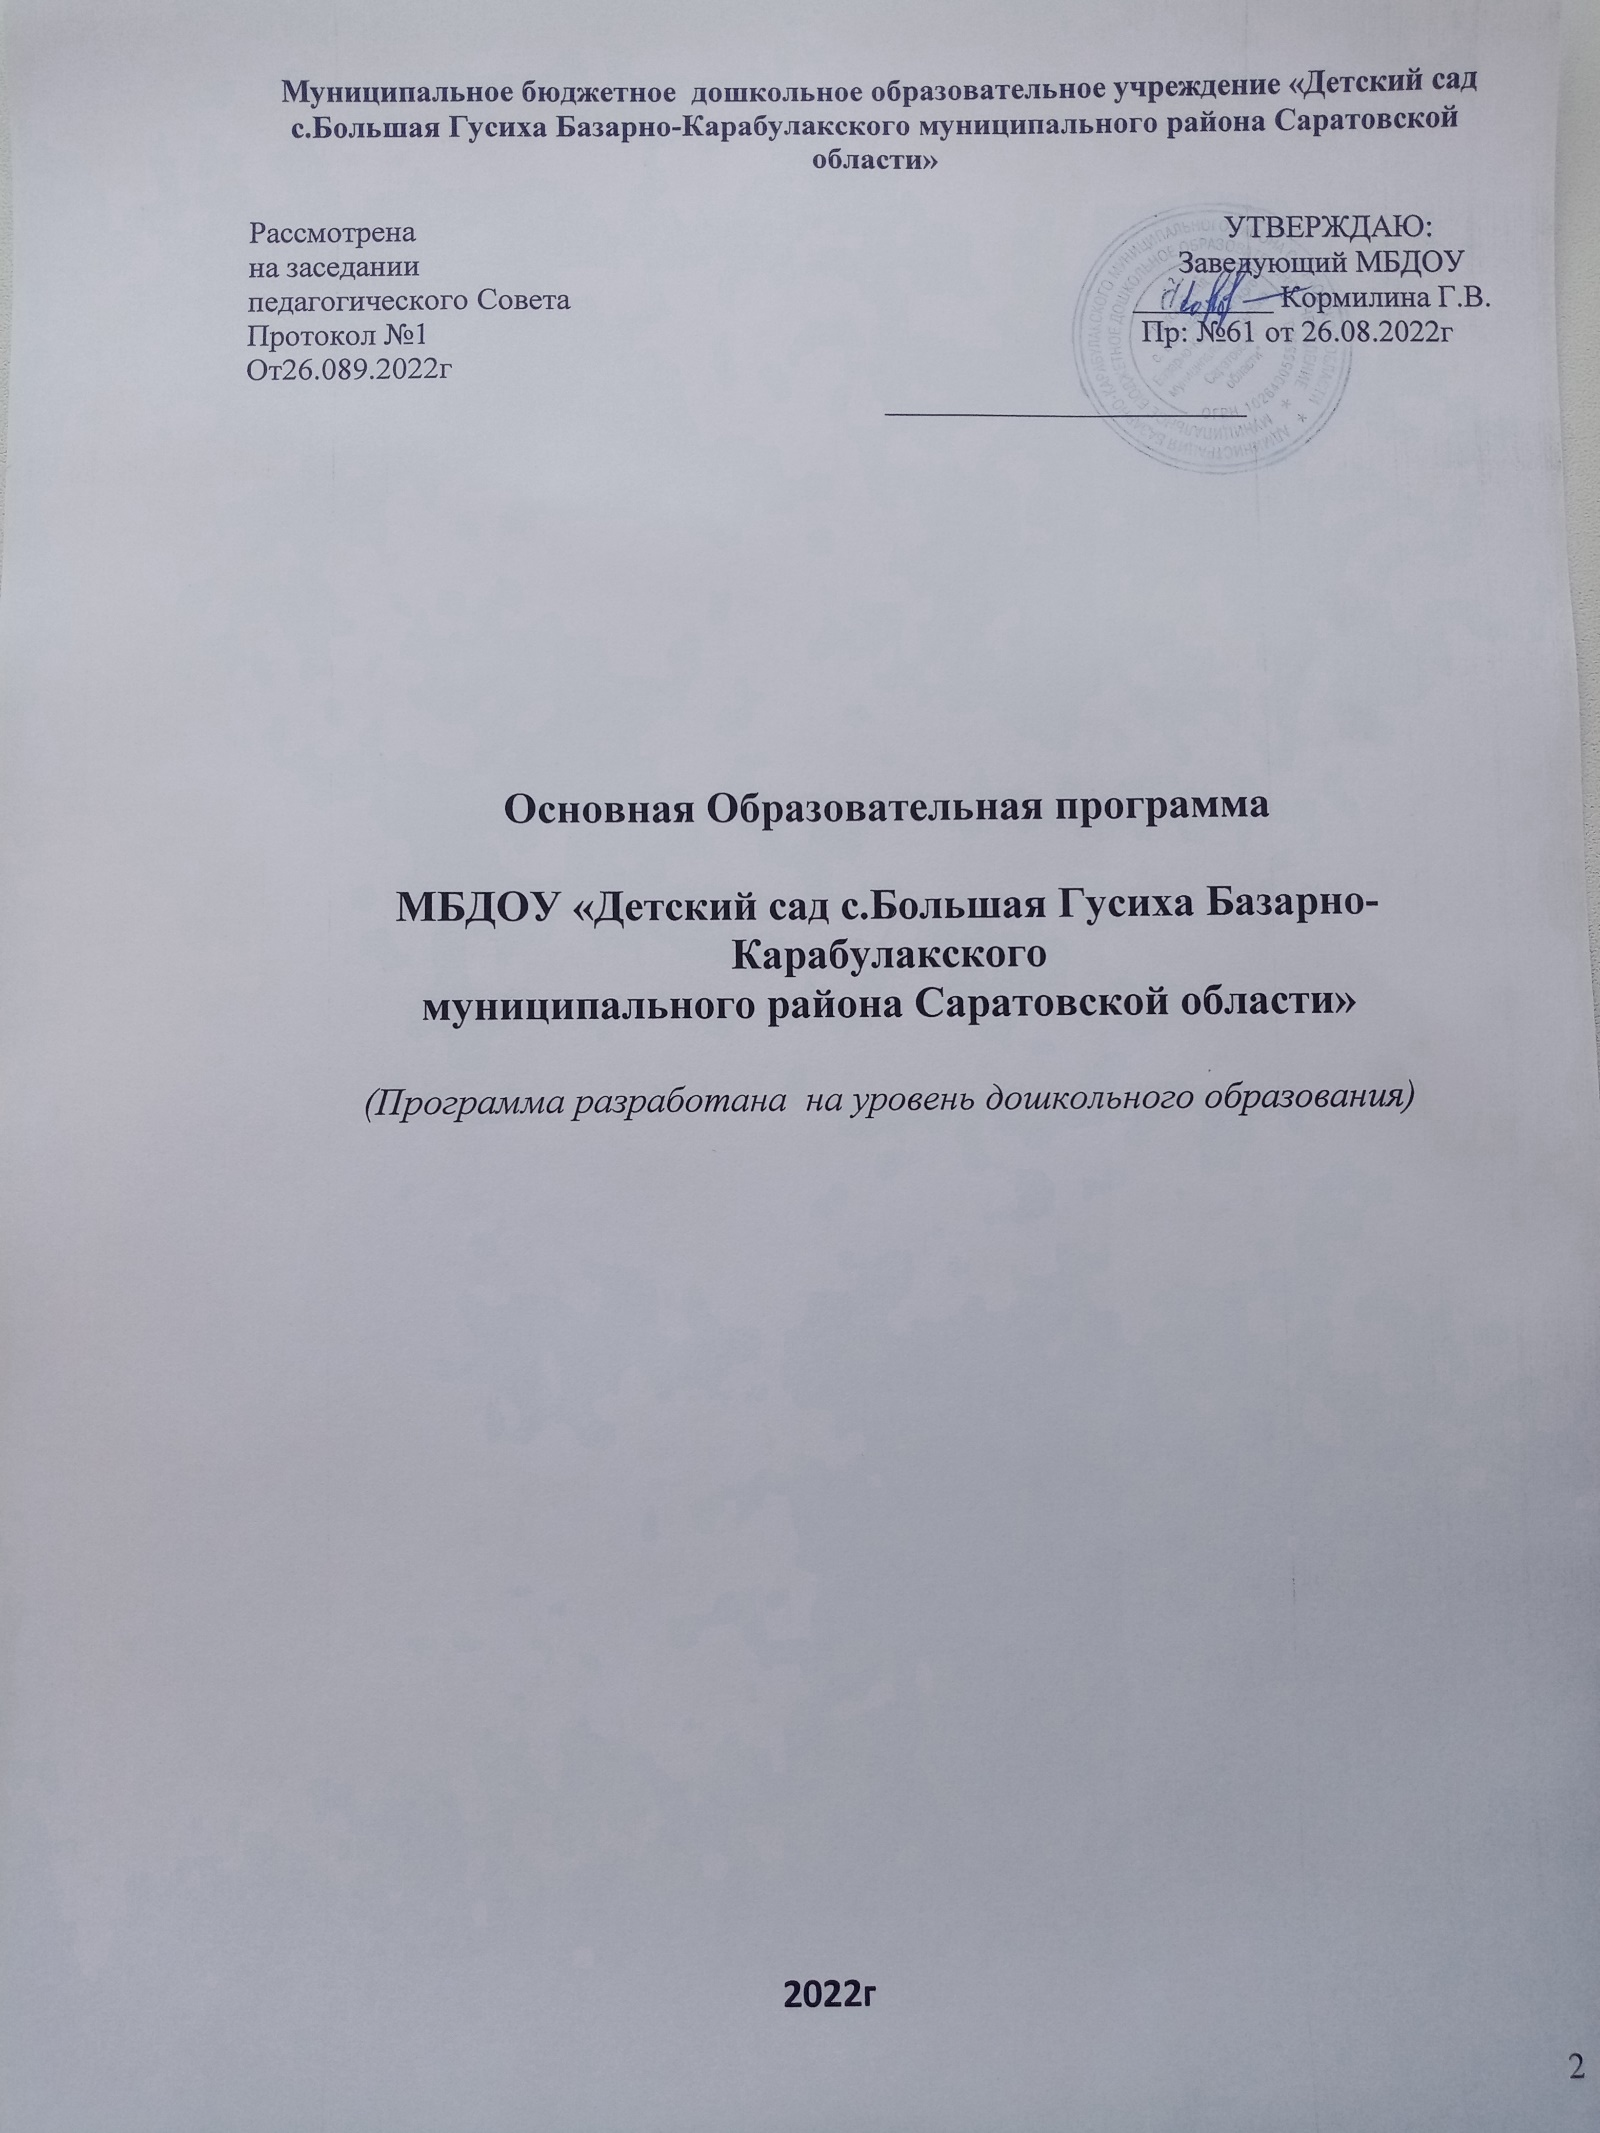 Муниципальное бюджетное дошкольное образовательное учреждение «Детский сад
с.Большая Гусиха Базарно-Карабулакского муниципального района Саратовской
области»
Рассмотрена
на заседании
педагогического Совета
Протокол №1
От26.089.2022г
УТВЕРЖДАЮ:
Заведующий МБДОУ
Кормилина Г.В.
Пр: №61 от 26.08.2022г
Основная Образовательная программа
МБДОУ «Детский сад с.Большая Гусиха Базарно-
Карабулакского
муниципального района Саратовской области»
(Программа разработана на уровень дошкольного образования)
2022г
2